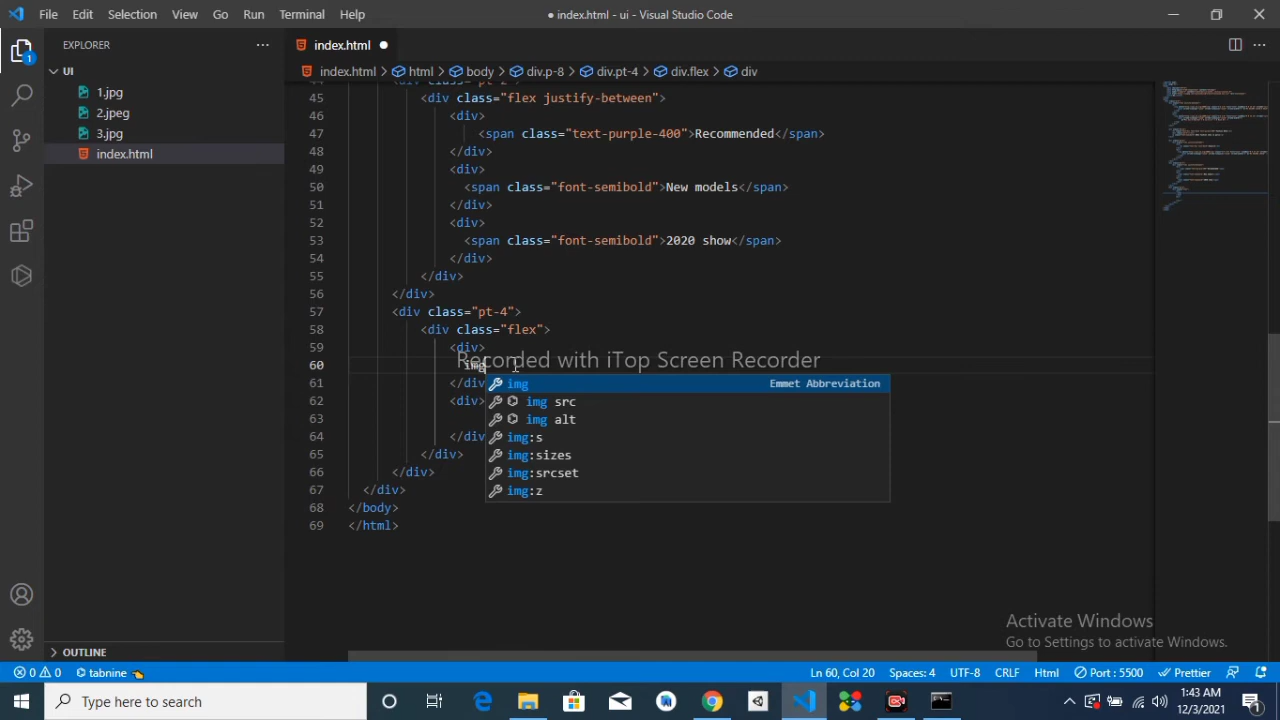 File Edit Selection View Go Run Terminal Help
● index.html - ui - Visual Studio Code
EXPLORER
UI
1.jpg
2.jpeg
3.jpg
index.html
OUTLINE
index.html
index.html > html > body > div.p-8 > div.pt-4 > div.flex > div
45 <div class="flex justify-between">
46 <div>
47 <span class="text-purple-400">Recommended</span>
48 </div>
49 <div>
50 <span class="font-semibold">New models</span>
51 </div>
52 <div>
53 <span class="font-semibold">2020 show</span>
54 </div>
55 </div>
56 </div>
57 <div class="pt-4">
58 <div class="flex">
59 <div>
60 img
61 </div
62 <div>
63
64 </div
65 </div>
66 </div>
67 </div>
68 </body>
69 </html>
Recorded with iTop Screen Recorder
img Emmet Abbreviation
img src
img alt
img:s
img:sizes
img:srcset
img:z
Activate Windows
Go to Settings to activate Windows.
0 0 tabnine Ln 60, Col 20 Spaces: 4 UTF-8 CRLF Html Port : 5500 Prettier
Type here to search
1:43 AM
12/3/2021